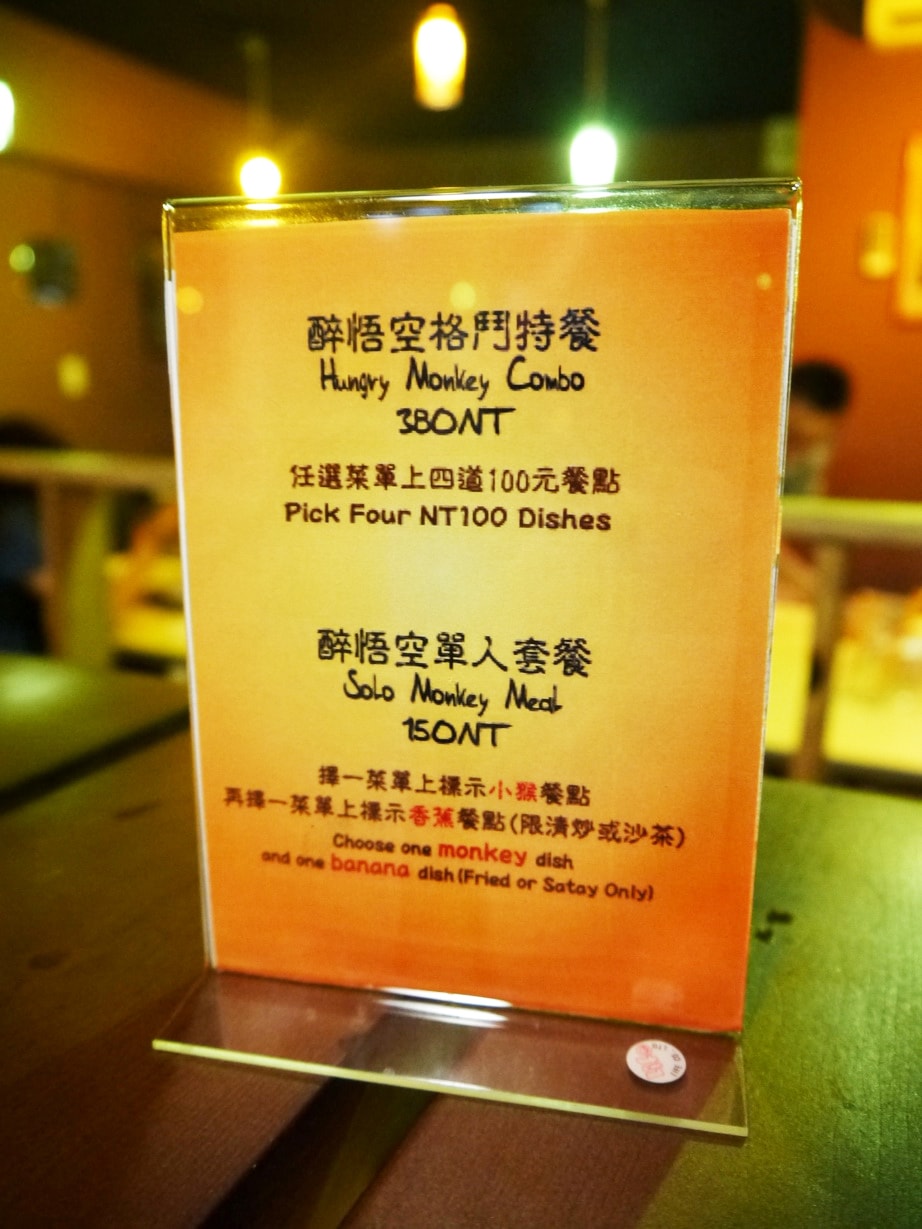 醉悟空格鬥特餐
Hungry Monkey Combo
380NT
任選菜單上四道100元餐點
Pick Four NT100 Dishes
醉悟空單人套餐
Solo Monkey Meal
150NT
擇一菜單上標示小猴餐點
再擇一菜單上標示香蕉餐點(限清炒或沙茶)
Choose one monkey dish
and one banana dish(Fried or Satay Only)